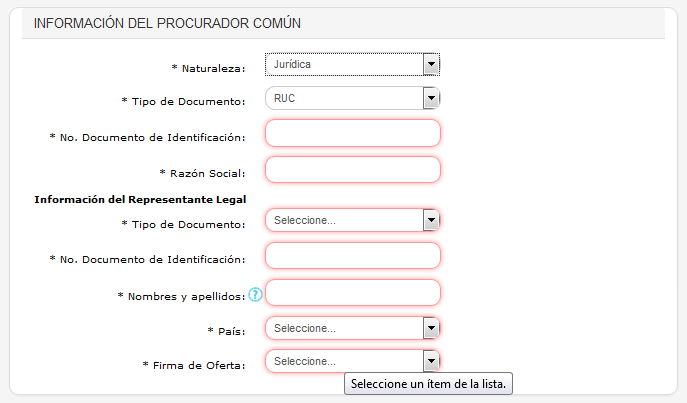 INFORMACIÓN DEL PROCURADOR COMÚN
* Naturaleza: Jurídica
* Tipo de Documento: RUC
* No. Documento de Identificación:
* Razón Social:
Información del Representante Legal
* Tipo de Documento: Seleccione...
* No. Documento de Identificación:
* Nombres y apellidos: ?
* País: Seleccione...
* Firma de Oferta: Seleccione...
Seleccione un ítem de la lista.